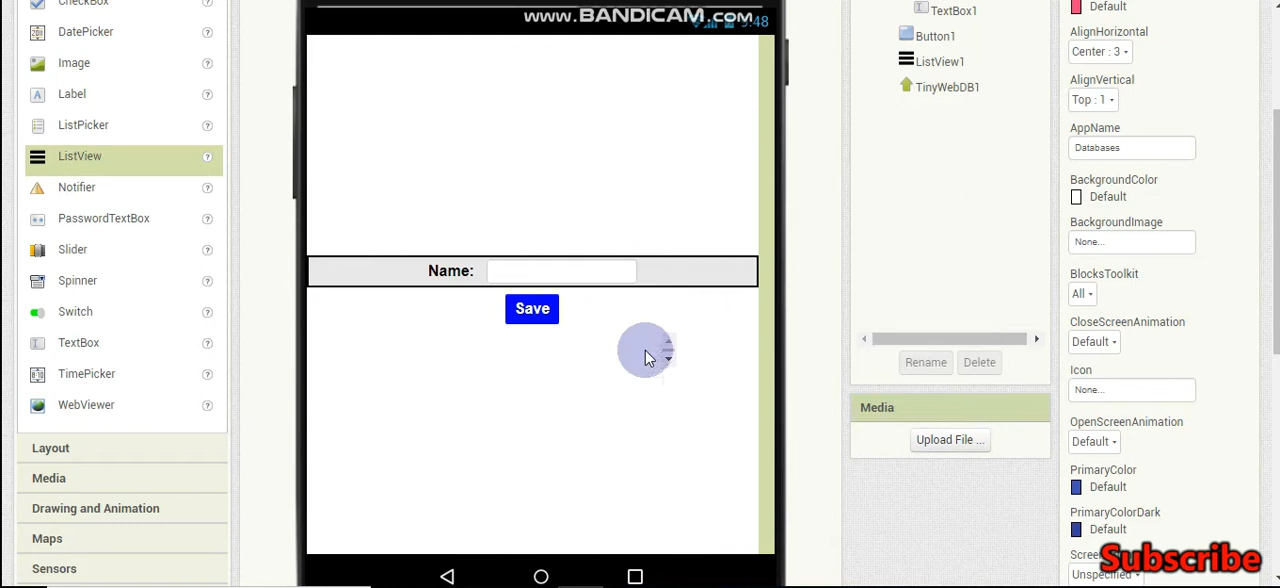 CheckBox
DatePicker
Image
Label
ListPicker
ListView
Notifier
PasswordTextBox
Slider
Spinner
Switch
TextBox
TimePicker
WebViewer
Layout
Media
Drawing and Animation
Maps
Sensors
www.BANDICAM.com
:48
Name:
Save
TextBox1
Button1
ListView1
TinyWebDB1
Rename
Delete
Media
Upload File ...
Default
AlignHorizontal
Center : 3
AlignVertical
Top : 1
AppName
Databases
BackgroundColor
Default
BackgroundImage
None...
BlocksToolkit
All
CloseScreenAnimation
Default
Icon
None...
OpenScreenAnimation
Default
PrimaryColor
Default
PrimaryColorDark
Default
Subscribe
Unspecified